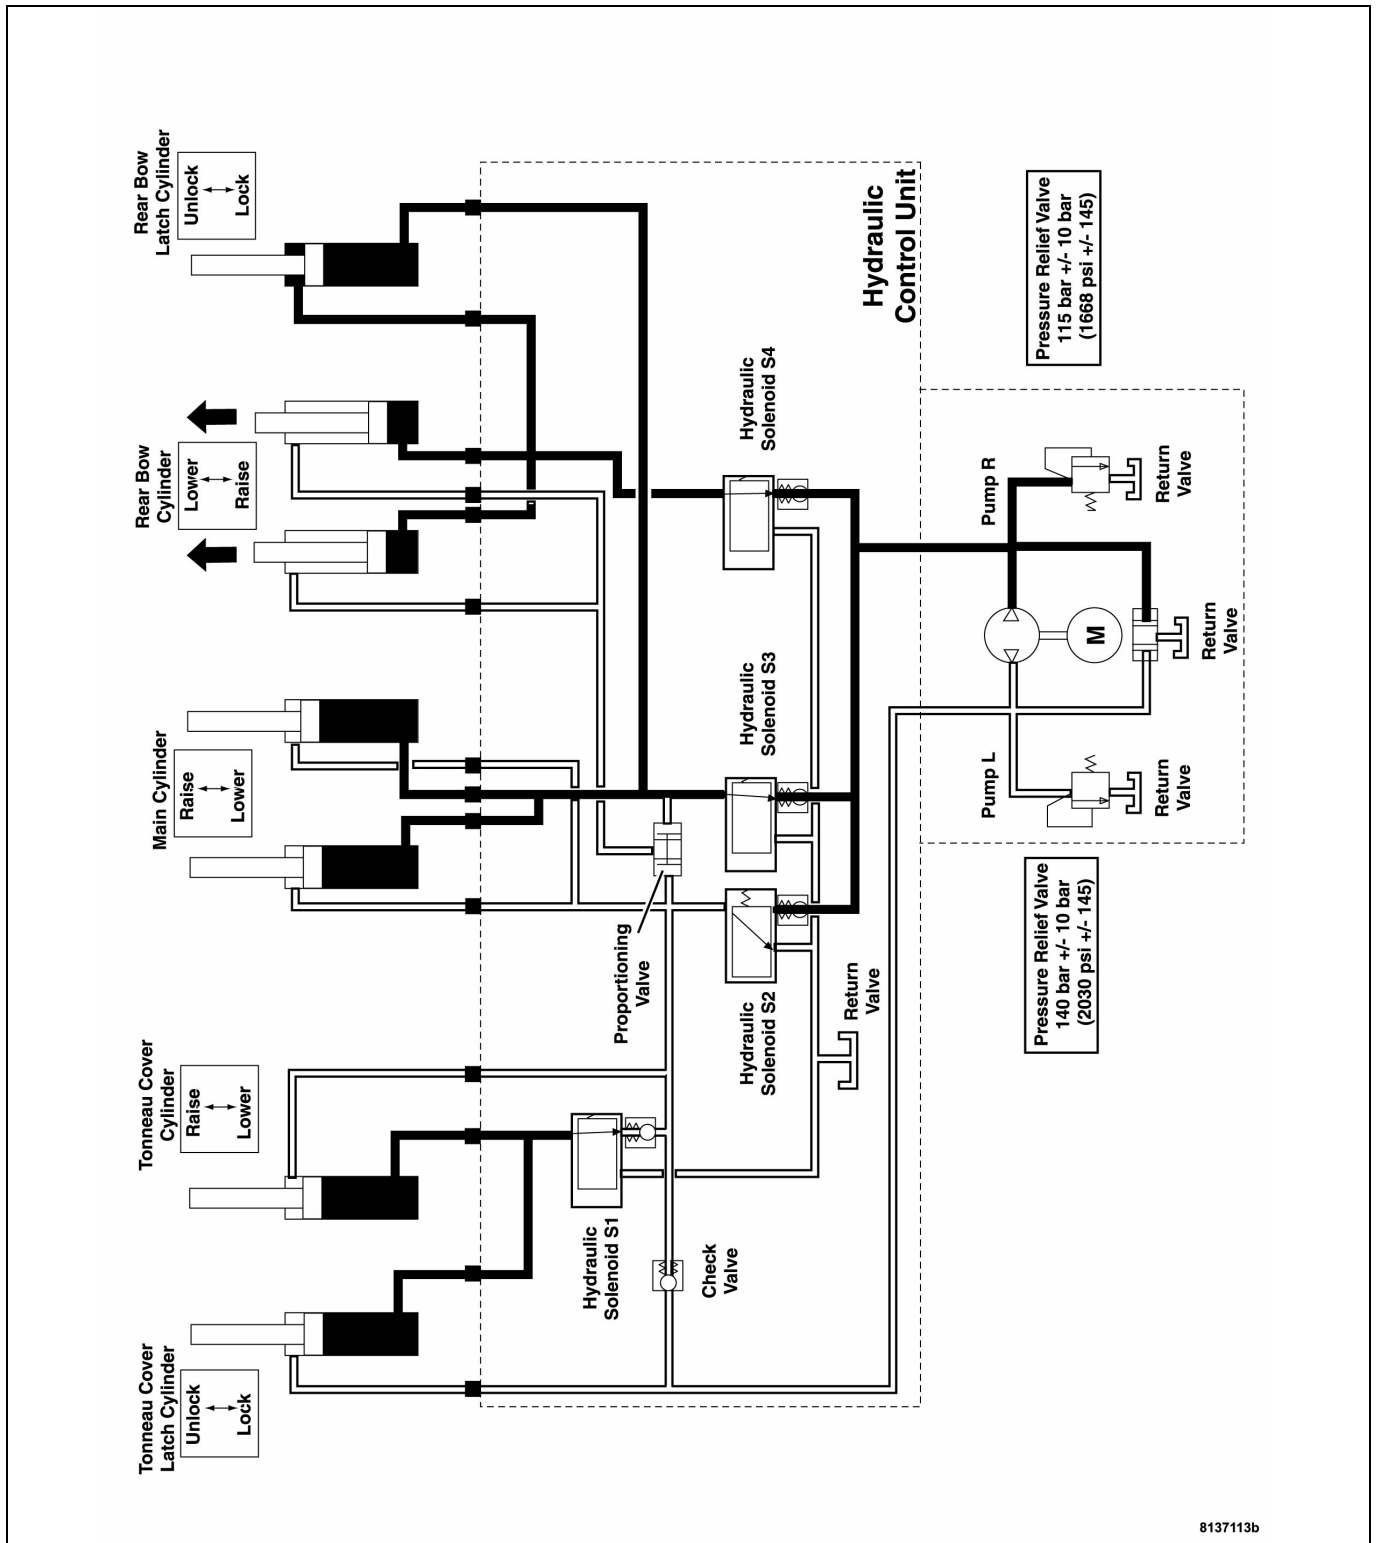 Tonneau Cover
Latch Cylinder
Unlock
Lock
Tonneau Cover
Cylinder
Raise
Lower
Main Cylinder
Raise
Lower
Rear Bow
Cylinder
Lower
Raise
Rear Bow
Latch Cylinder
Unlock
Lock
Hydraulic
Solenoid S1
Check
Valve
Proportioning
Valve
Hydraulic
Solenoid S2
Return
Valve
Hydraulic
Solenoid S3
Hydraulic
Solenoid S4
Hydraulic
Control Unit
Pump L
Return
Valve
M
Return
Valve
Pump R
Return
Valve
Pressure Relief Valve
140 bar +/- 10 bar
(2030 psi +/- 145)
Pressure Relief Valve
115 bar +/- 10 bar
(1668 psi +/- 145)
8137113b